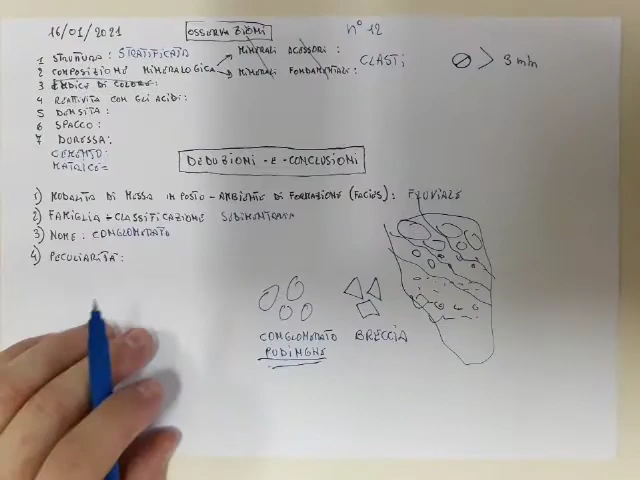 16/01/2021 OSSERVAZIONI n° 12
1 STRUTTURA: STRATIFICATA
MINERALI ACESSORI:
2 COMPOSIZIONE MINERALOGICA
MINERALI FONDAMENTALI: CLASTI ⌀ > 3 mm
3 INDICE DI COLORE:
4 REATTIVITÀ CON GLI ACIDI:
5 DENSITÀ:
6 SPACCO:
7 DUREZZA:
CEMENTO:
MATRICE=
DEDUZIONI - E - CONCLUSIONI
1) MODALITÀ DI MESSA IN POSTO - AMBIENTE DI FORMAZIONE (FACIES): FLUVIALE
2) FAMIGLIA - CLASSIFICAZIONE SEDIMENTARIA
3) NOME: CONGLOMERATO
4) PECULIARITÀ:
CONGLOMERATO BRECCIA
PUDINGHE